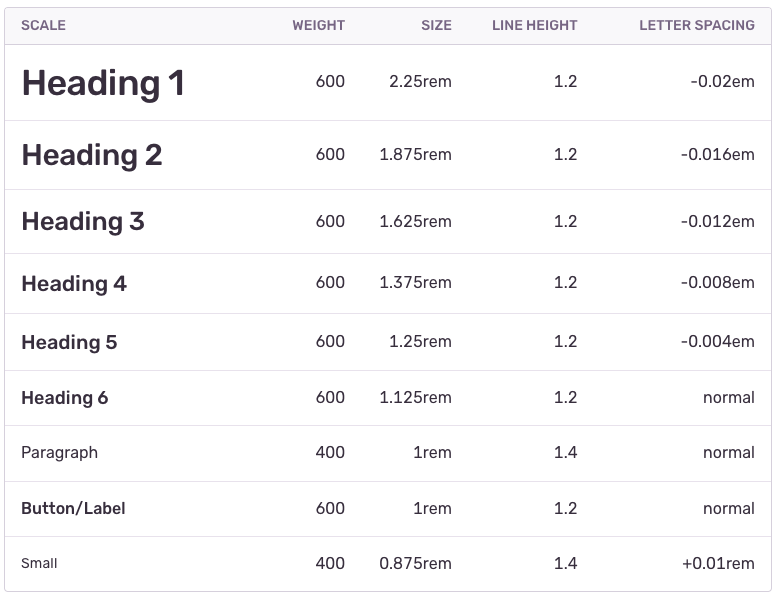 SCALE WEIGHT SIZE LINE HEIGHT LETTER SPACING
Heading 1 600 2.25rem 1.2 -0.02em
Heading 2 600 1.875rem 1.2 -0.016em
Heading 3 600 1.625rem 1.2 -0.012em
Heading 4 600 1.375rem 1.2 -0.008em
Heading 5 600 1.25rem 1.2 -0.004em
Heading 6 600 1.125rem 1.2 normal
Paragraph 400 1rem 1.4 normal
Button/Label 600 1rem 1.2 normal
Small 400 0.875rem 1.4 +0.01rem